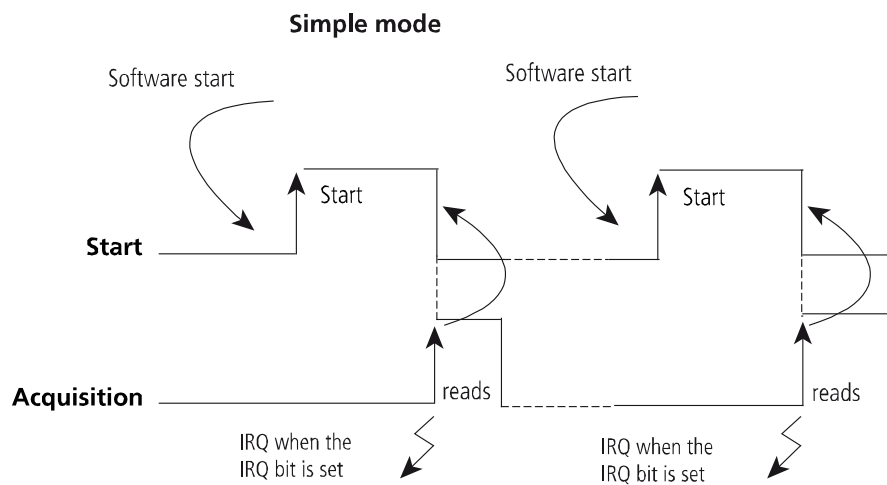 Simple mode
Software start
Software start
Start
Start
Start
Acquisition
reads
reads
IRQ when the
IRQ bit is set
IRQ when the
IRQ bit is set